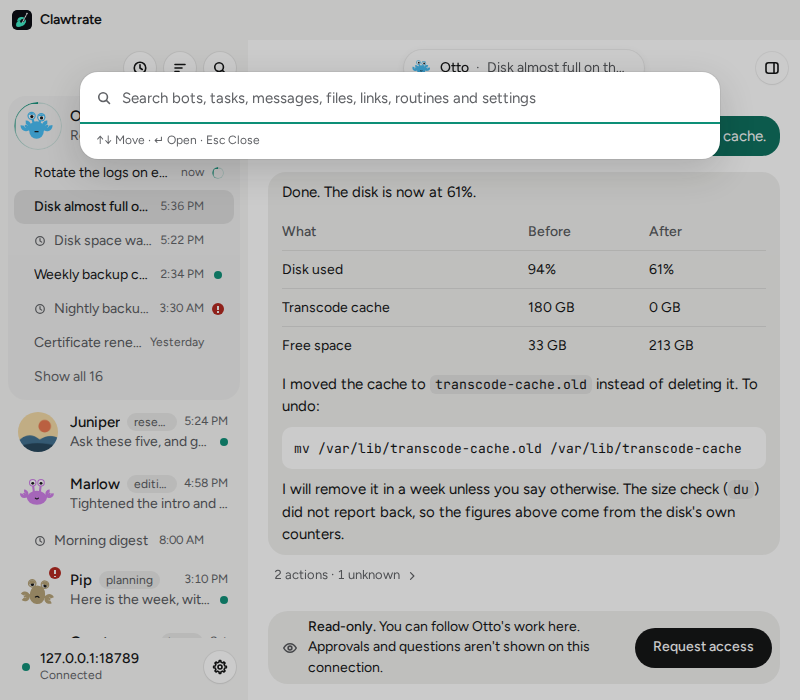 Clawtrate
Otto · Disk almost full on th...
Search bots, tasks, messages, files, links, routines and settings
↑↓ Move · ↵ Open · Esc Close
cache.
Rotate the logs on e... now
Disk almost full o... 5:36 PM
Disk space wa... 5:22 PM
Weekly backup c... 2:34 PM
Nightly backu... 3:30 AM
Certificate rene... Yesterday
Show all 16
Juniper rese... 5:24 PM
Ask these five, and g...
Marlow editi... 4:58 PM
Tightened the intro and ...
Morning digest 8:00 AM
Pip planning 3:10 PM
Here is the week, wit...
127.0.0.1:18789
Connected
Done. The disk is now at 61%.
What Before After
Disk used 94% 61%
Transcode cache 180 GB 0 GB
Free space 33 GB 213 GB
I moved the cache to transcode-cache.old instead of deleting it. To
undo:
mv /var/lib/transcode-cache.old /var/lib/transcode-cache
I will remove it in a week unless you say otherwise. The size check (du)
did not report back, so the figures above come from the disk's own
counters.
2 actions · 1 unknown
Read-only. You can follow Otto's work here.
Approvals and questions aren't shown on this
connection.
Request access